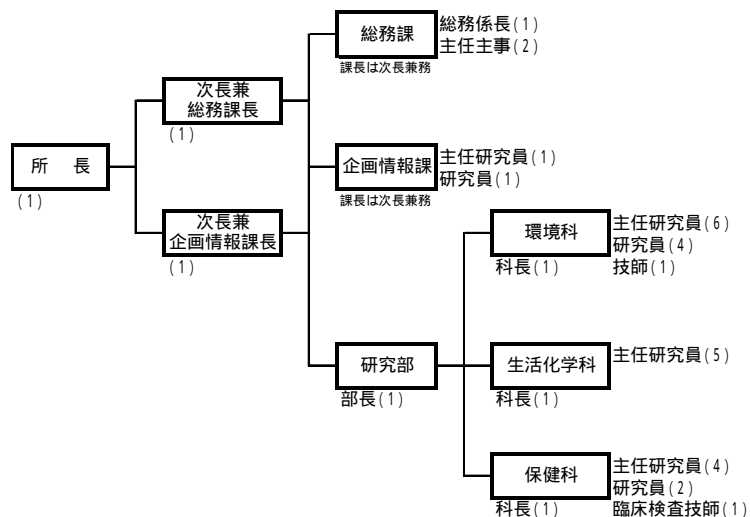 総務課
総務係長(1)
主任主事(2)
課長は次長兼務
次長兼
総務課長
(1)
所　長
(1)
企画情報課
主任研究員(1)
研究員(1)
課長は次長兼務
次長兼
企画情報課長
(1)
環境科
主任研究員(6)
研究員(4)
技師(1)
科長(1)
研究部
部長(1)
生活化学科
主任研究員(5)
科長(1)
保健科
主任研究員(4)
研究員(2)
臨床検査技師(1)
科長(1)